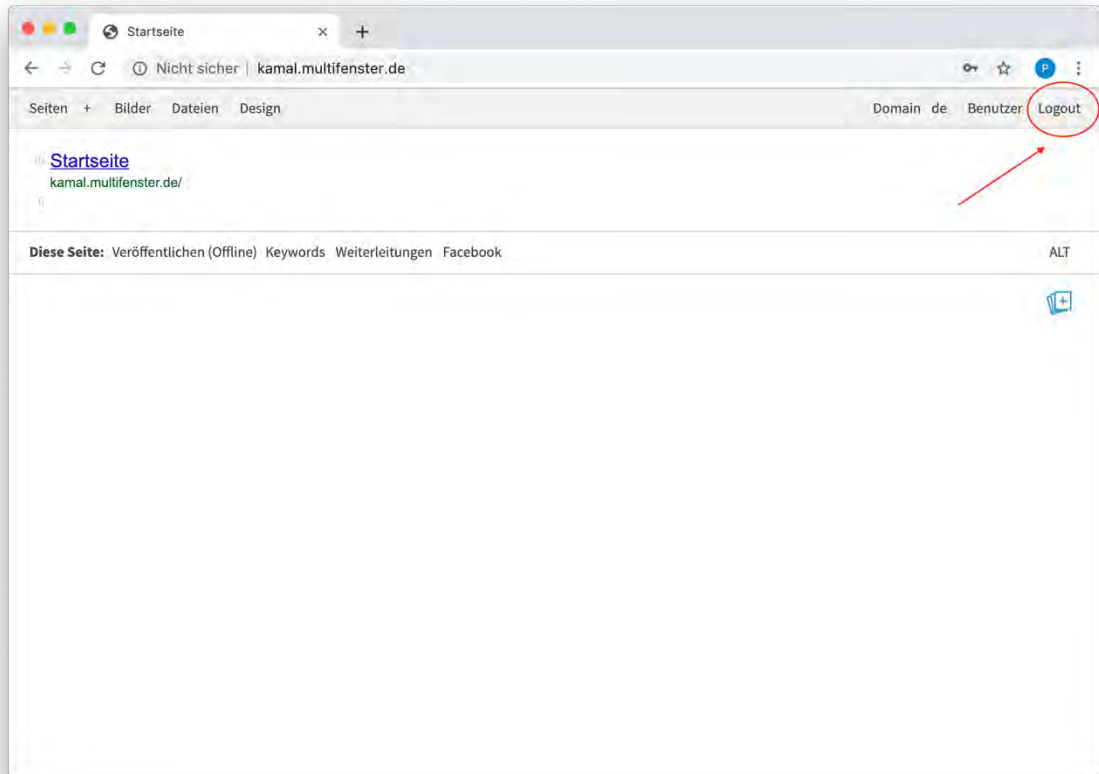 Startseite
Nicht sicher | kamal.multifenster.de
P
Seiten + Bilder Dateien Design Domain de Benutzer Logout
Startseite
kamal.multifenster.de/
Diese Seite: Veröffentlichen (Offline) Keywords Weiterleitungen Facebook ALT